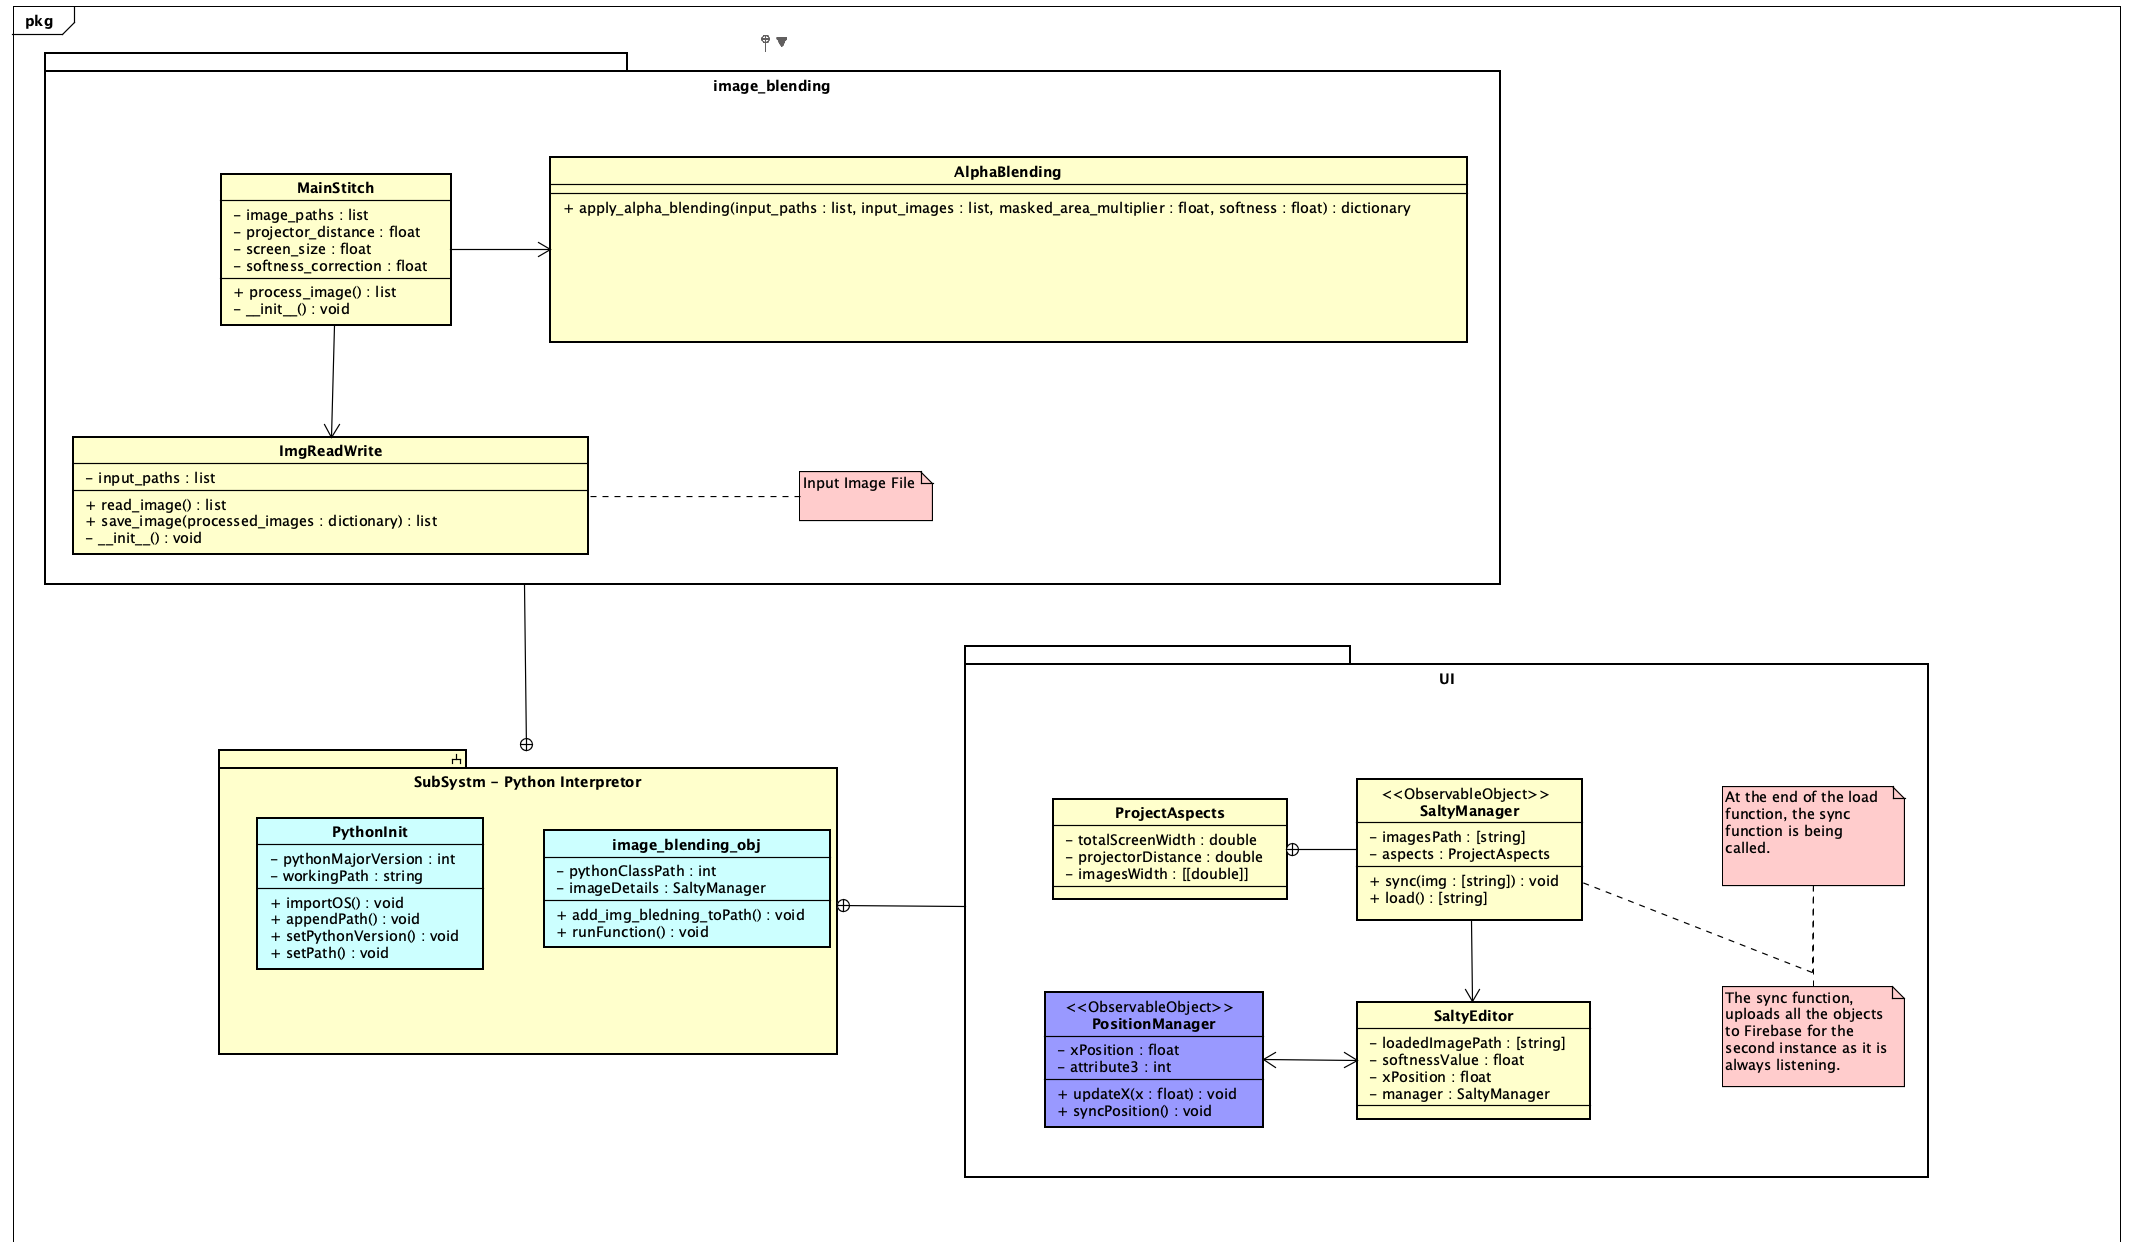 pkg
image_blending
MainStitch
- image_paths : list
- projector_distance : float
- screen_size : float
- softness_correction : float
+ process_image() : list
- __init__() : void
AlphaBlending
+ apply_alpha_blending(input_paths : list, input_images : list, masked_area_multiplier : float, softness : float) : dictionary
ImgReadWrite
- input_paths : list
+ read_image() : list
+ save_image(processed_images : dictionary) : list
- __init__() : void
Input Image File
SubSystm - Python Interpretor
PythonInit
- pythonMajorVersion : int
- workingPath : string
+ importOS() : void
+ appendPath() : void
+ setPythonVersion() : void
+ setPath() : void
image_blending_obj
- pythonClassPath : int
- imageDetails : SaltyManager
+ add_img_bledning_toPath() : void
+ runFunction() : void
UI
ProjectAspects
- totalScreenWidth : double
- projectorDistance : double
- imagesWidth : [[double]]
<<ObservableObject>>
SaltyManager
- imagesPath : [string]
- aspects : ProjectAspects
+ sync(img : [string]) : void
+ load() : [string]
At the end of the load
function, the sync
function is being
called.
<<ObservableObject>>
PositionManager
- xPosition : float
- attribute3 : int
+ updateX(x : float) : void
+ syncPosition() : void
SaltyEditor
- loadedImagePath : [string]
- softnessValue : float
- xPosition : float
- manager : SaltyManager
The sync function,
uploads all the objects
to Firebase for the
second instance as it is
always listening.